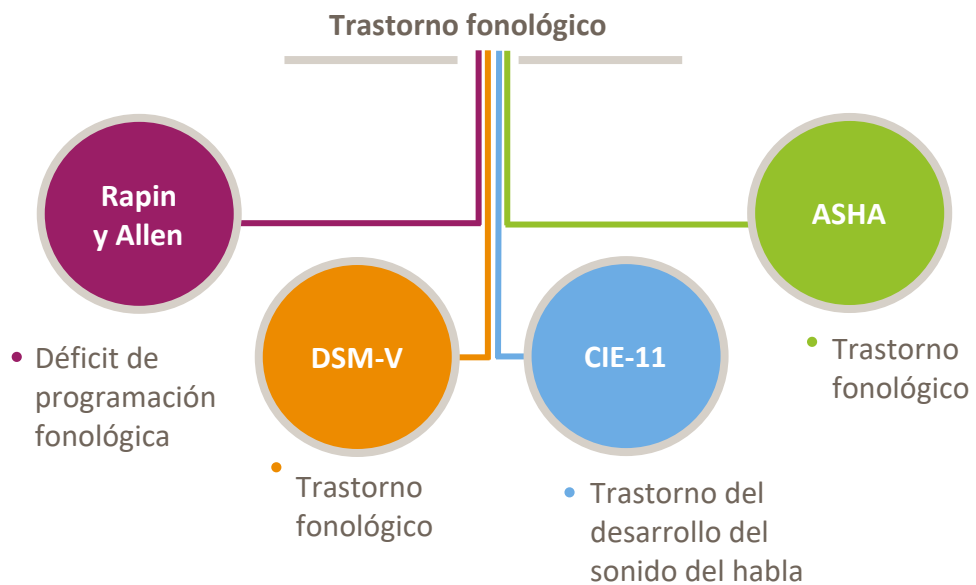 Trastorno fonológico
Rapin
y Allen
• Déficit de
programación
fonológica
DSM-V
• Trastorno
fonológico
CIE-11
• Trastorno del
desarrollo del
sonido del habla
ASHA
• Trastorno
fonológico